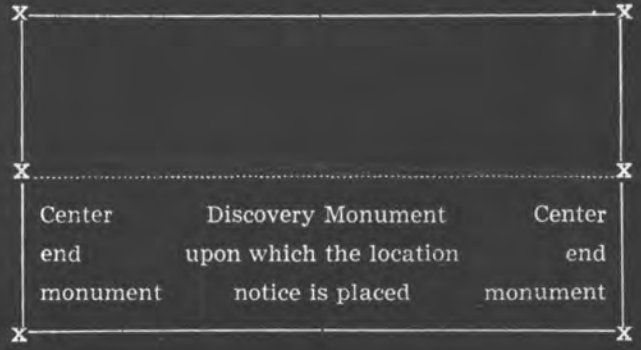 X X
X X
Center Discovery Monument Center
end upon which the location end
monument notice is placed monument
X X